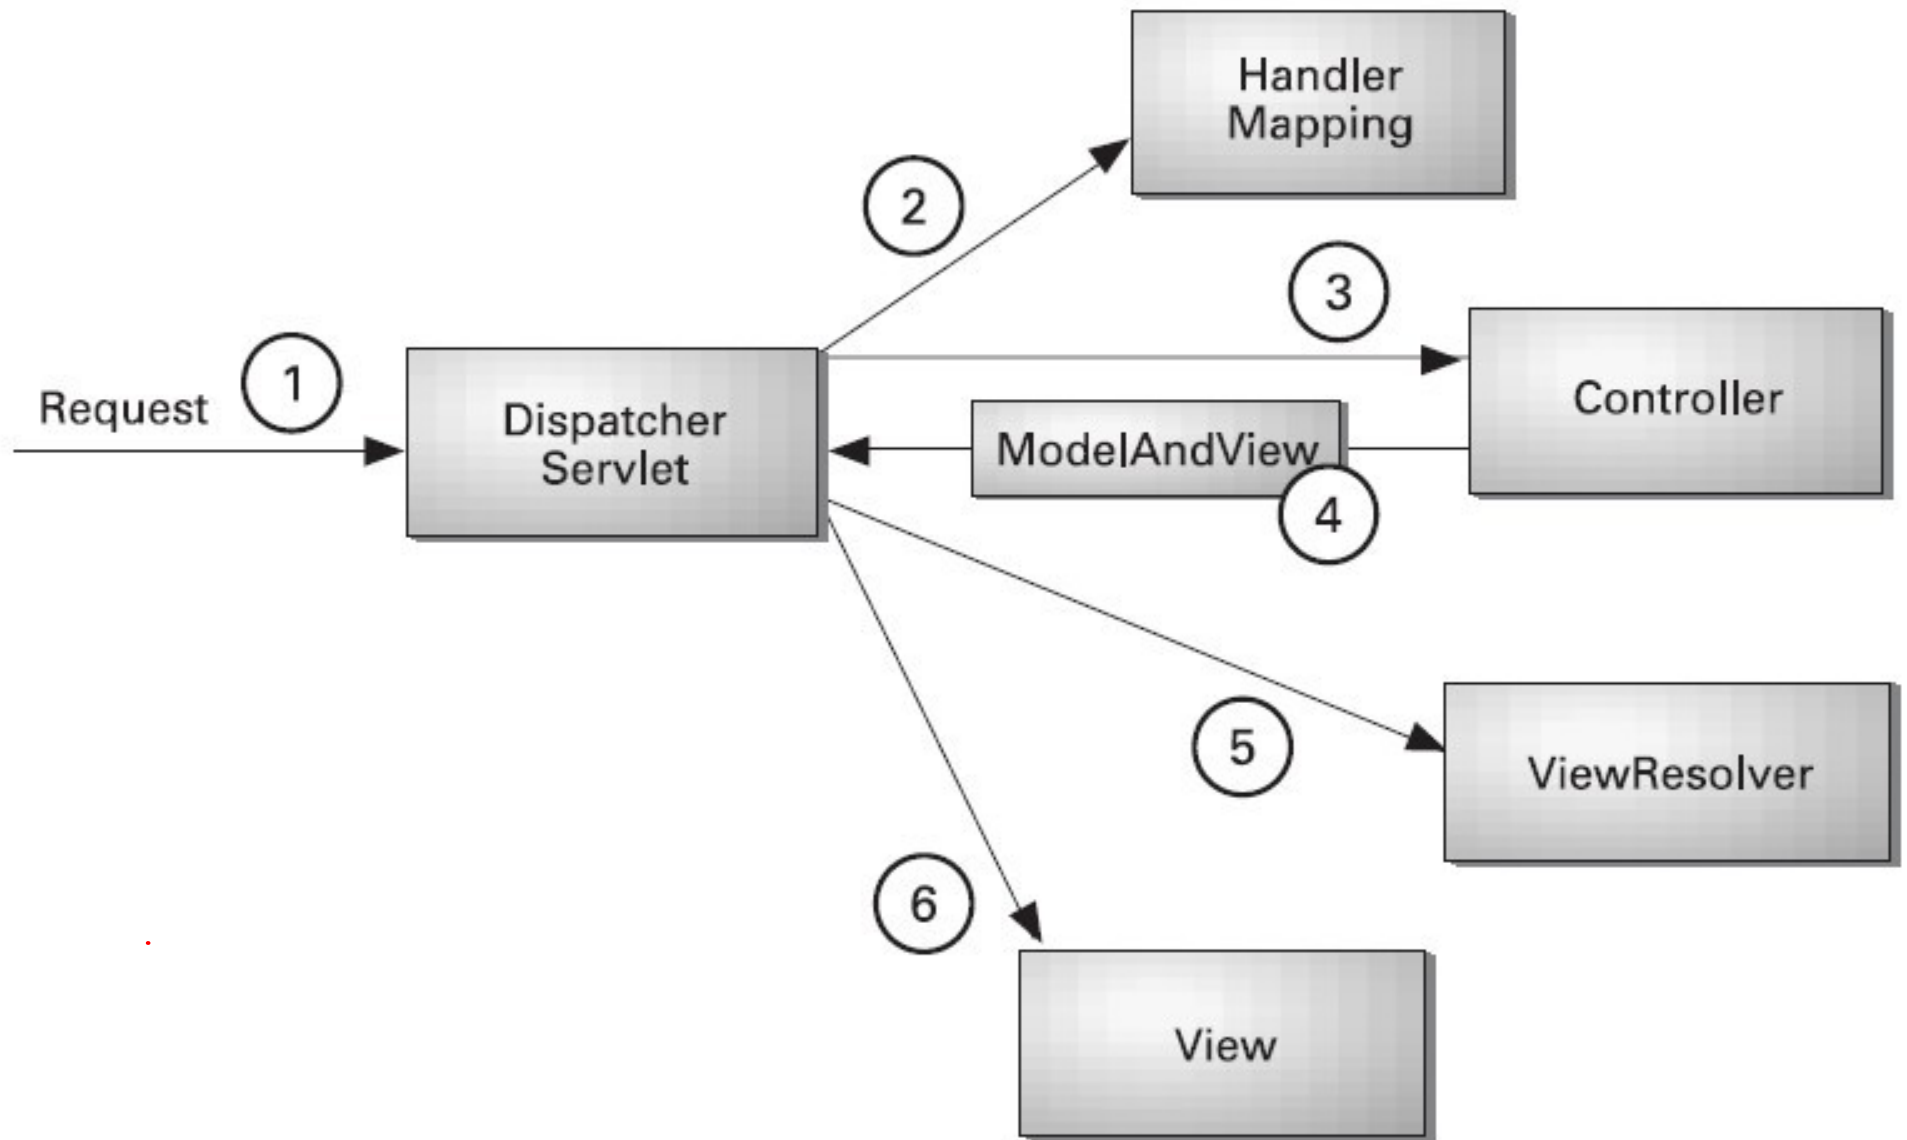 Handler
Mapping
2
3
1
Request
Dispatcher
Servlet
Controller
ModelAndView
4
5
ViewResolver
6
View